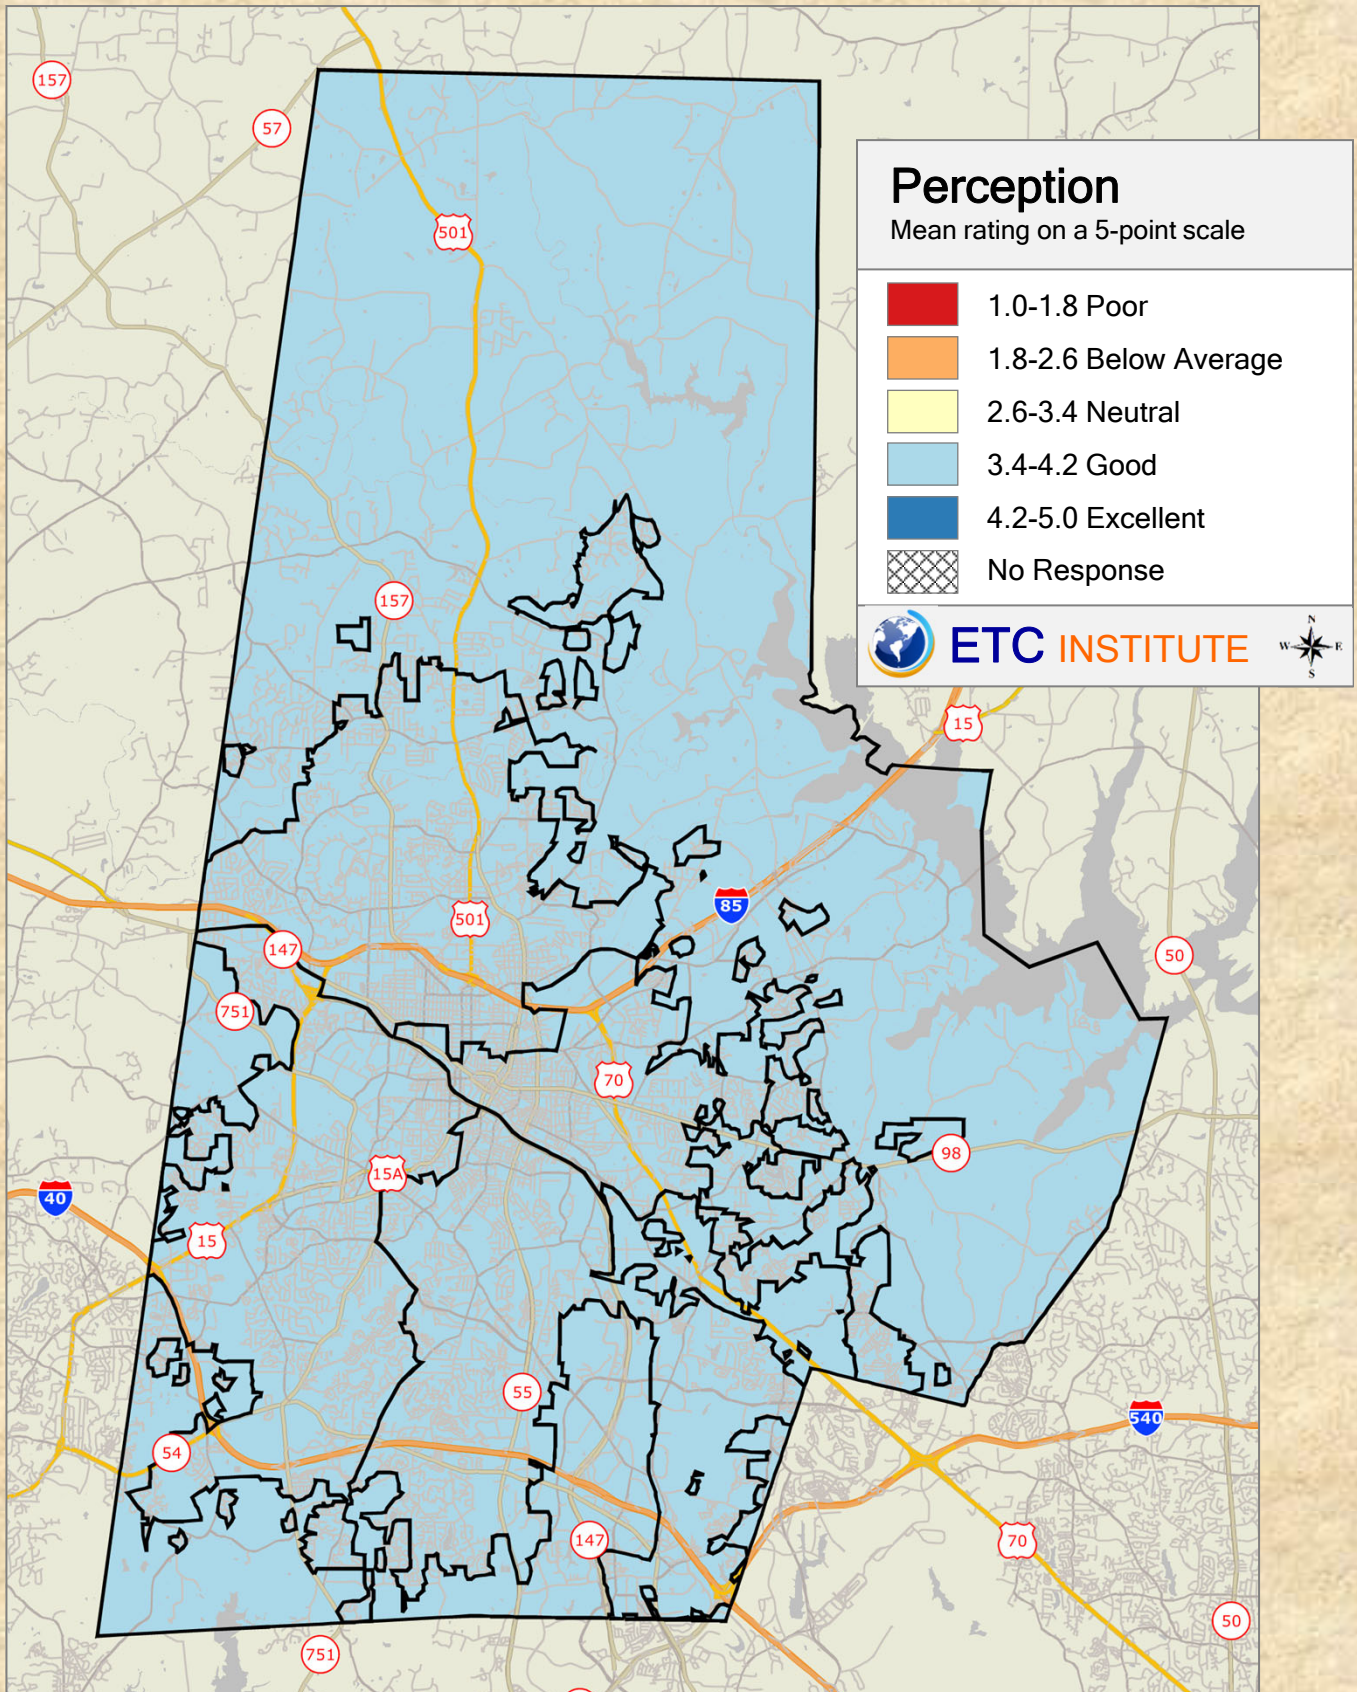 157
57
501
Perception
Mean rating on a 5-point scale
1.0-1.8 Poor
1.8-2.6 Below Average
2.6-3.4 Neutral
3.4-4.2 Good
4.2-5.0 Excellent
No Response
ETC INSTITUTE
N
W E
S
157
15
501
85
147
50
751
70
98
15A
40
15
55
540
54
147
70
50
751